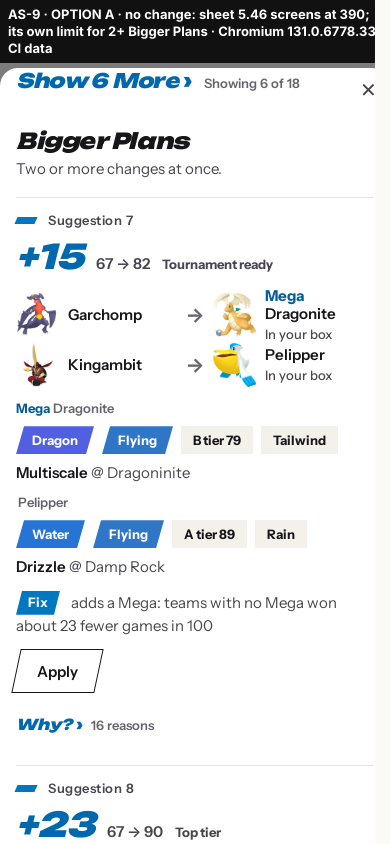 AS-9 · OPTION A · no change: sheet 5.46 screens at 390;
its own limit for 2+ Bigger Plans · Chromium 131.0.6778.33
CI data
Show 6 More › Showing 6 of 18 ×
Bigger Plans
Two or more changes at once.
Suggestion 7
+15 67 → 82 Tournament ready
Garchomp → Mega Dragonite
In your box
Kingambit → Pelipper
In your box
Mega Dragonite
Dragon Flying B tier 79 Tailwind
Multiscale @ Dragoninite
Pelipper
Water Flying A tier 89 Rain
Drizzle @ Damp Rock
Fix adds a Mega: teams with no Mega won
about 23 fewer games in 100
Apply
Why? › 16 reasons
Suggestion 8
+23 67 → 90 Top tier